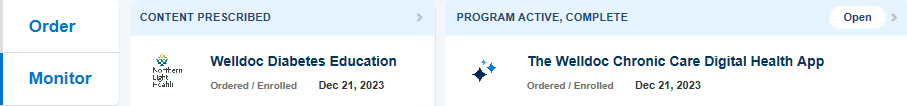 Order
Monitor
CONTENT PRESCRIBED
Northern
Light
Health
Welldoc Diabetes Education
Ordered / Enrolled Dec 21, 2023
PROGRAM ACTIVE, COMPLETE
Open
The Welldoc Chronic Care Digital Health App
Ordered / Enrolled Dec 21, 2023